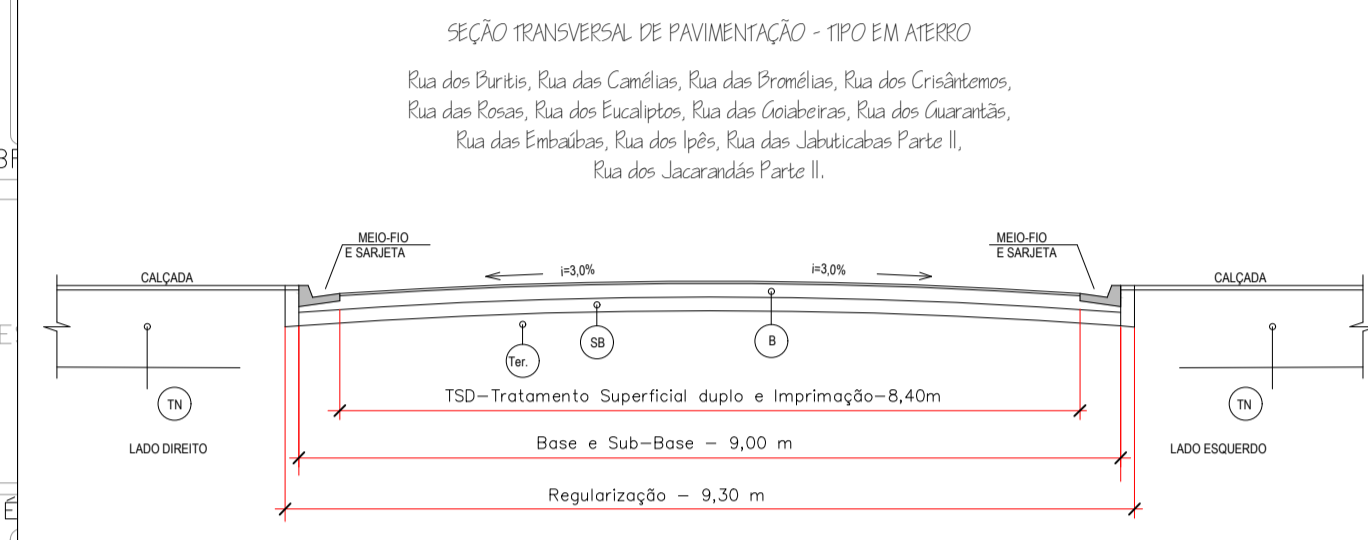 SEÇÃO TRANSVERSAL DE PAVIMENTAÇÃO - TIPO EM ATERRO
Rua dos Buritis, Rua das Camélias, Rua das Bromélias, Rua dos Crisântemos,
Rua das Rosas, Rua dos Eucaliptos, Rua das Goiabeiras, Rua dos Guarantãs,
Rua das Embaúbas, Rua dos Ipês, Rua das Jabuticabas Parte II,
Rua dos Jacarandás Parte II.
MEIO-FIO
E SARJETA
MEIO-FIO
E SARJETA
CALÇADA
i=3,0%
i=3,0%
CALÇADA
Ter.
SB
B
TSD-Tratamento Superficial duplo e Imprimação-8,40m
TN
TN
Base e Sub-Base - 9,00 m
LADO DIREITO
LADO ESQUERDO
Regularização - 9,30 m